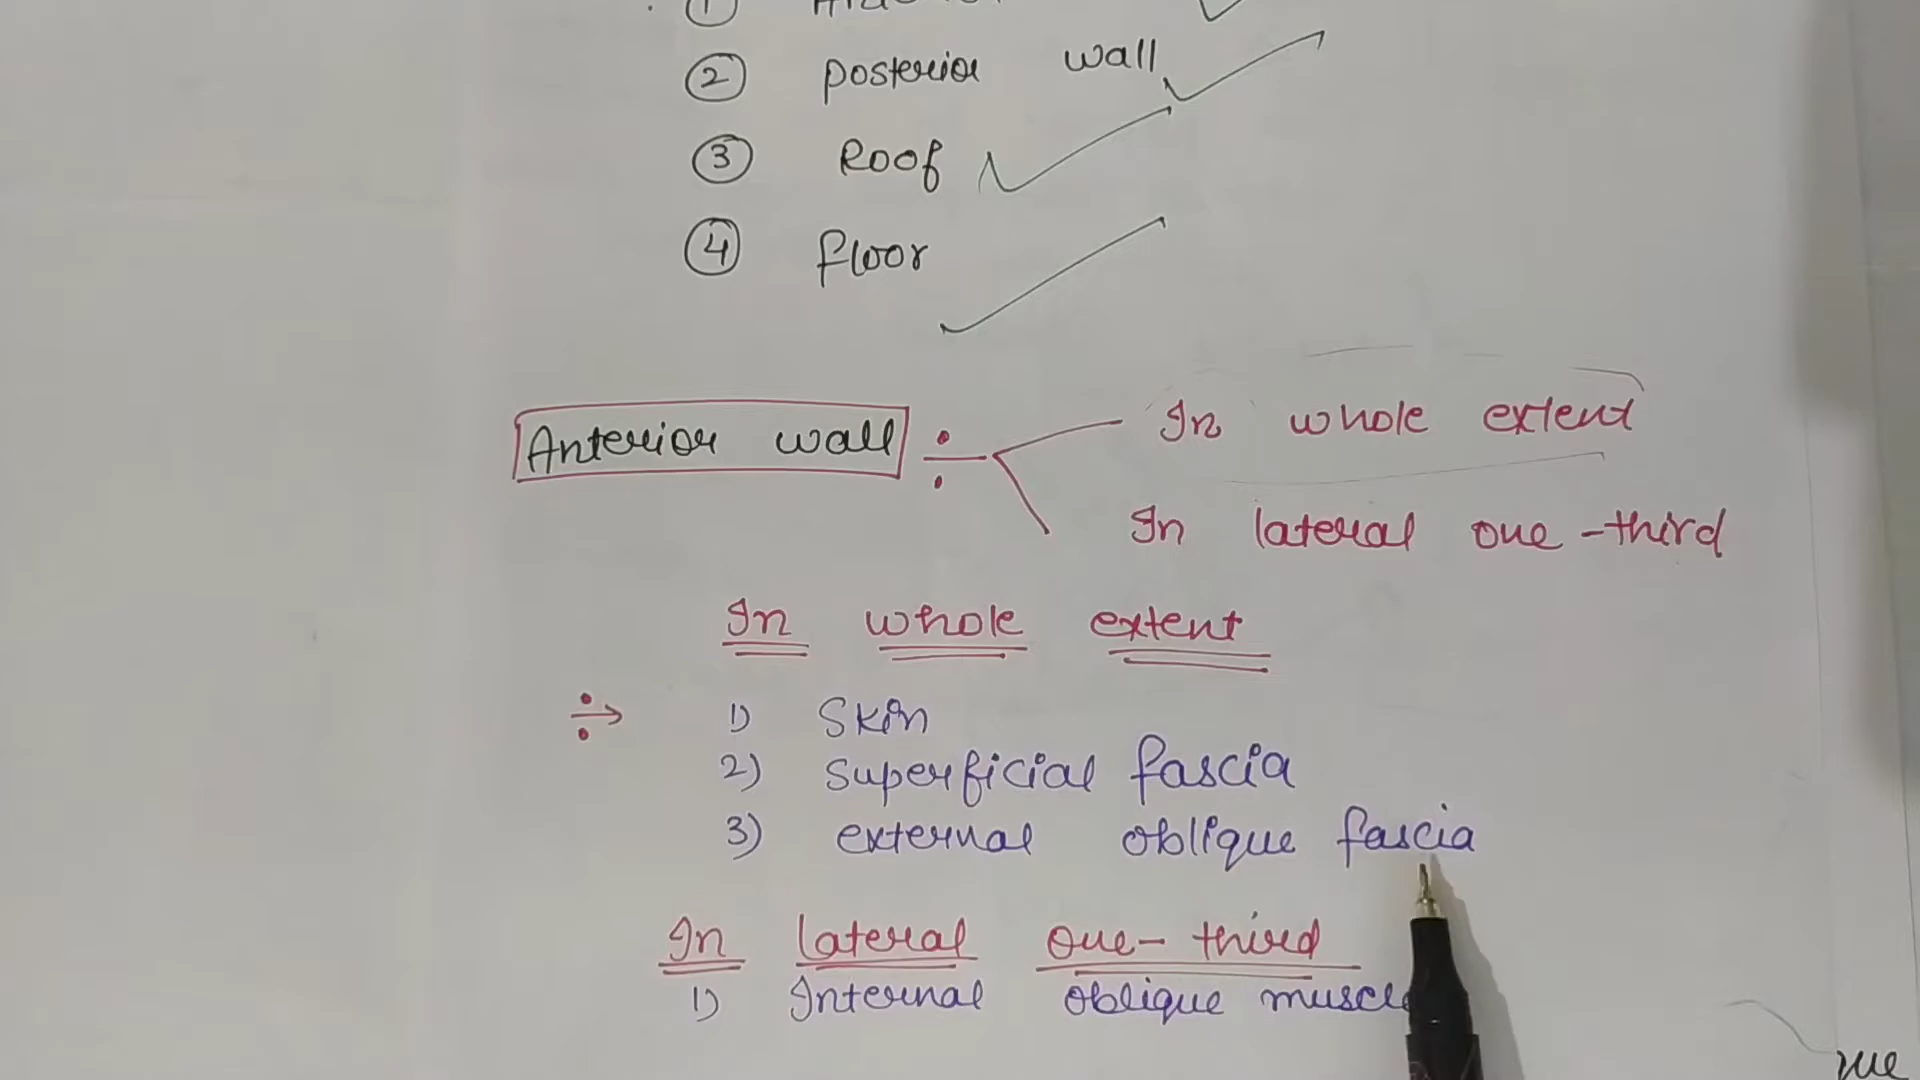 ①
② posterior wall
③ Roof
④ floor
Anterior wall ÷ In whole extent
In lateral one-third
In whole extent
1) Skin
2) Superficial fascia
3) external oblique fascia
In lateral one-third
1) Internal oblique muscle